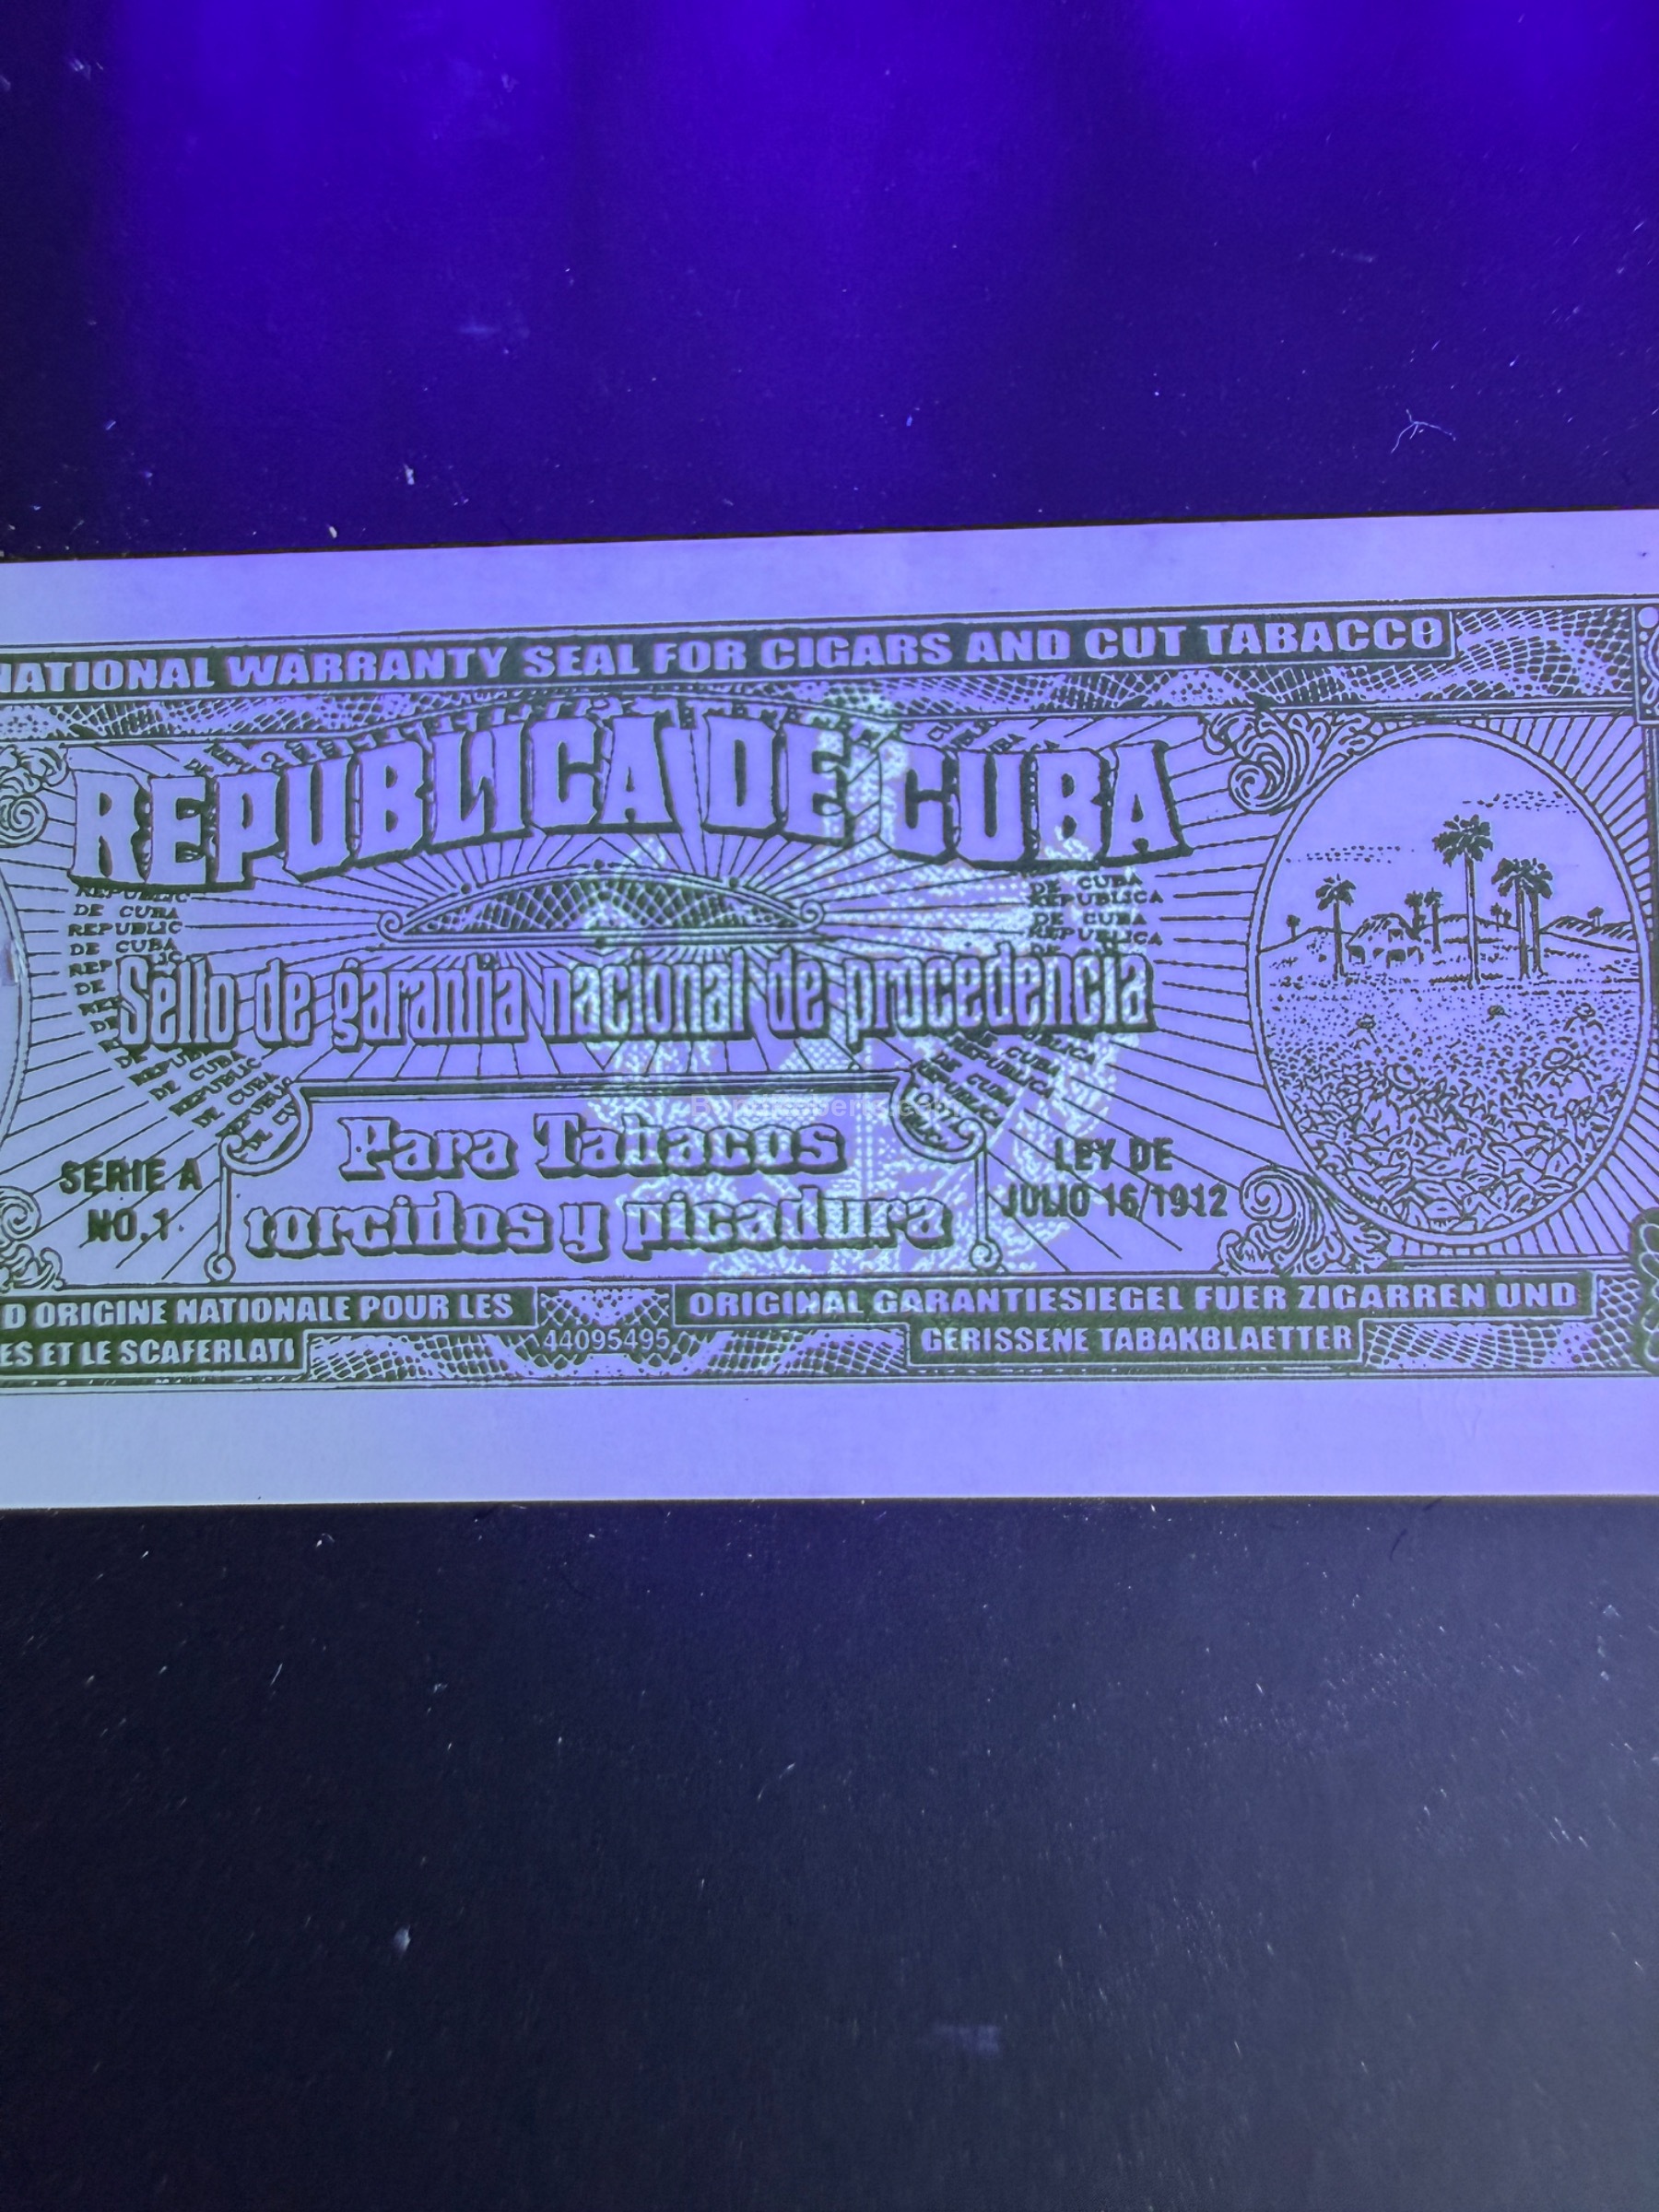 NATIONAL WARRANTY SEAL FOR CIGARS AND CUT TABACCO
REPUBLICA DE CUBA
DE CUBA
REPUBLIC
DE CUBA
DE CUBA
REPUBLICA
DE CUBA
REPUBLICA
Sello de garantia nacional de procedencia
Para Tabacos
torcidos y picadura
SERIE A
NO.1.
LEY DE
JULIO 16/1912
D ORIGINE NATIONALE POUR LES
ES ET LE SCAFERLATI
44095495
ORIGINAL GARANTIESIEGEL FUER ZIGARREN UND
GERISSENE TABAKBLAETTER